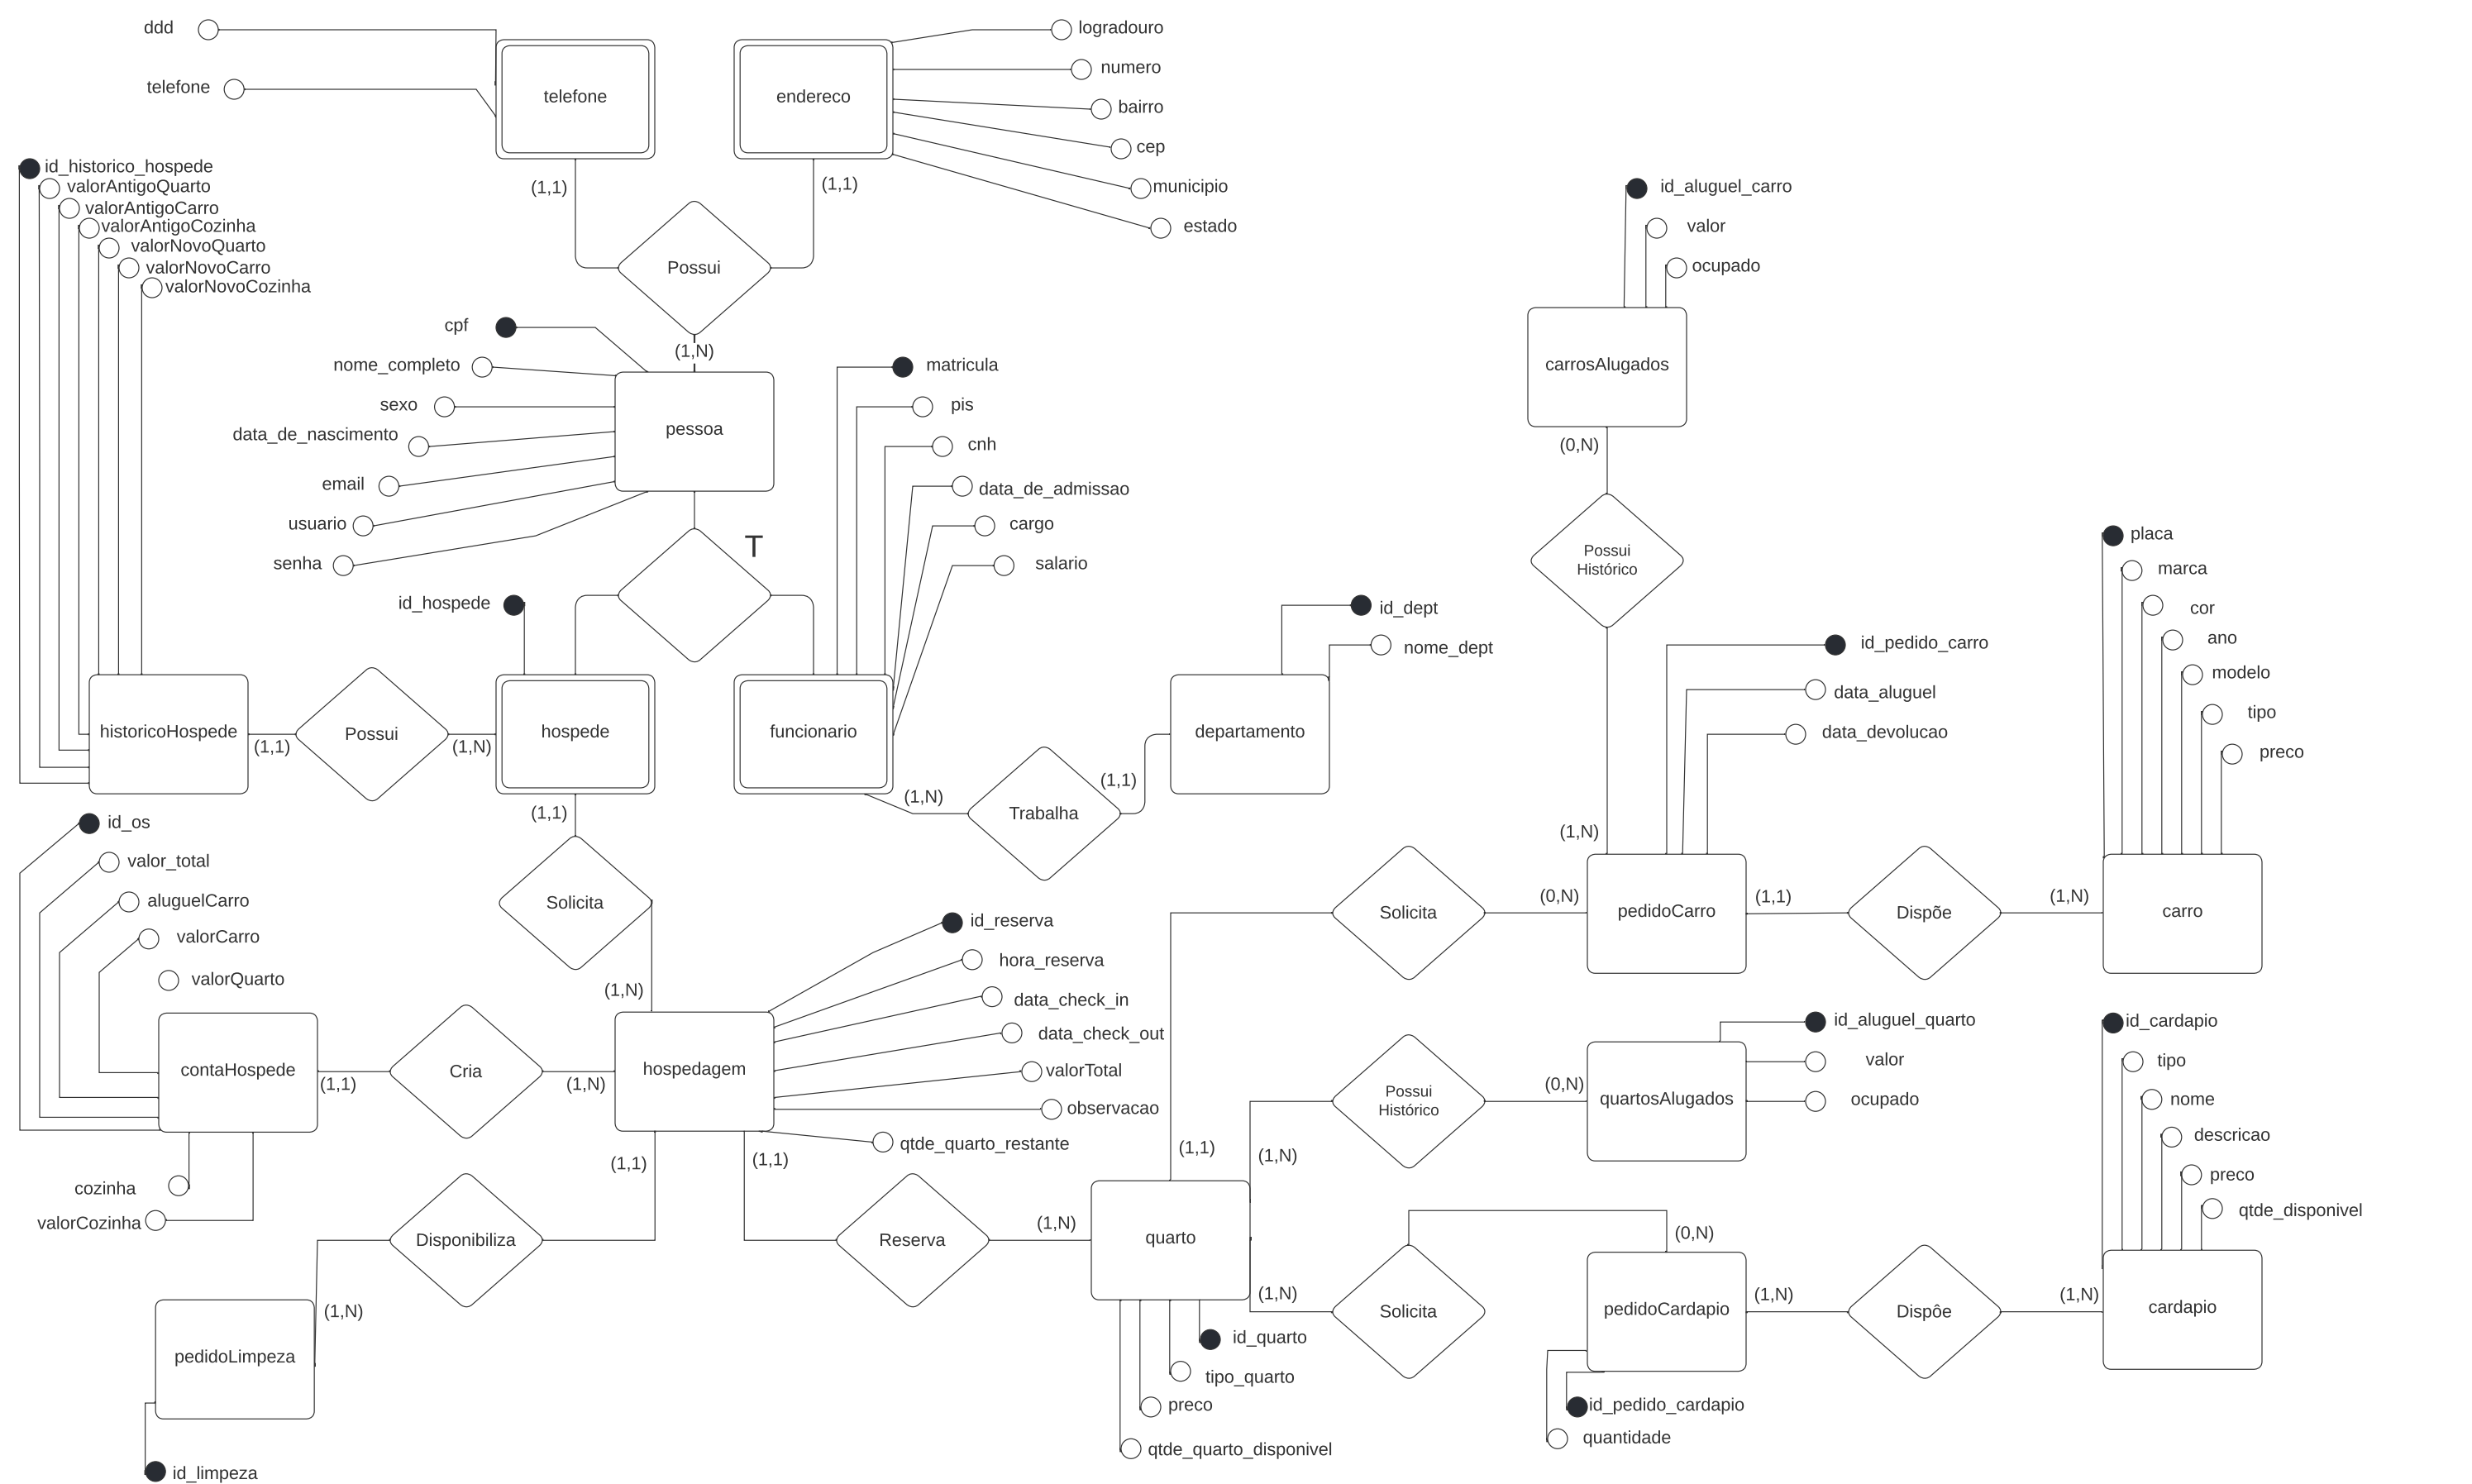 ddd
telefone
telefone
(1,1)
endereco
(1,1)
logradouro
numero
bairro
cep
municipio
estado
Possui
(1,N)
id_historico_hospede
valorAntigoQuarto
valorAntigoCarro
valorAntigoCozinha
valorNovoQuarto
valorNovoCarro
valorNovoCozinha
cpf
nome_completo
sexo
data_de_nascimento
email
usuario
senha
pessoa
T
matricula
pis
cnh
data_de_admissao
cargo
salario
id_hospede
historicoHospede
(1,1)
Possui
(1,N)
hospede
(1,1)
funcionario
(1,N)
Trabalha
(1,1)
departamento
id_dept
nome_dept
id_aluguel_carro
valor
ocupado
carrosAlugados
(0,N)
Possui
Histórico
(1,N)
id_pedido_carro
data_aluguel
data_devolucao
placa
marca
cor
ano
modelo
tipo
preco
Solicita
(0,N)
pedidoCarro
(1,1)
Dispõe
(1,N)
carro
id_os
valor_total
aluguelCarro
valorCarro
valorQuarto
contaHospede
(1,1)
Cria
(1,N)
cozinha
valorCozinha
Solicita
(1,N)
hospedagem
id_reserva
hora_reserva
data_check_in
data_check_out
valorTotal
observacao
qtde_quarto_restante
(1,1)
(1,1)
Disponibiliza
(1,N)
pedidoLimpeza
id_limpeza
Reserva
(1,N)
quarto
(1,1)
(1,N)
(1,N)
id_quarto
tipo_quarto
preco
qtde_quarto_disponivel
Possui
Histórico
(0,N)
quartosAlugados
id_aluguel_quarto
valor
ocupado
Solicita
(0,N)
pedidoCardapio
id_pedido_cardapio
quantidade
(1,N)
Dispôe
(1,N)
cardapio
id_cardapio
tipo
nome
descricao
preco
qtde_disponivel